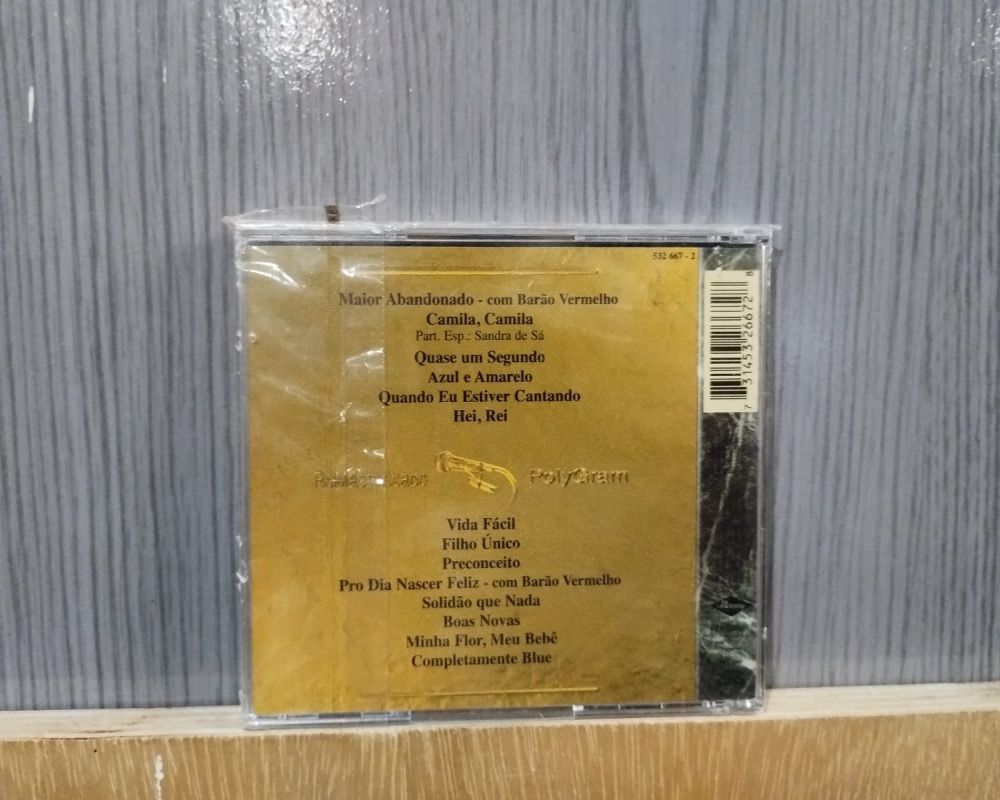 532 667 - 2
Maior Abandonado - com Barão Vermelho
Camila, Camila
Part. Esp.: Sandra de Sá
Quase um Segundo
Azul e Amarelo
Quando Eu Estiver Cantando
Hei, Rei
PolyGram
Vida Fácil
Filho Único
Preconceito
Pro Dia Nascer Feliz - com Barão Vermelho
Solidão que Nada
Boas Novas
Minha Flor, Meu Bebê
Completamente Blue
7 31453 26672 8